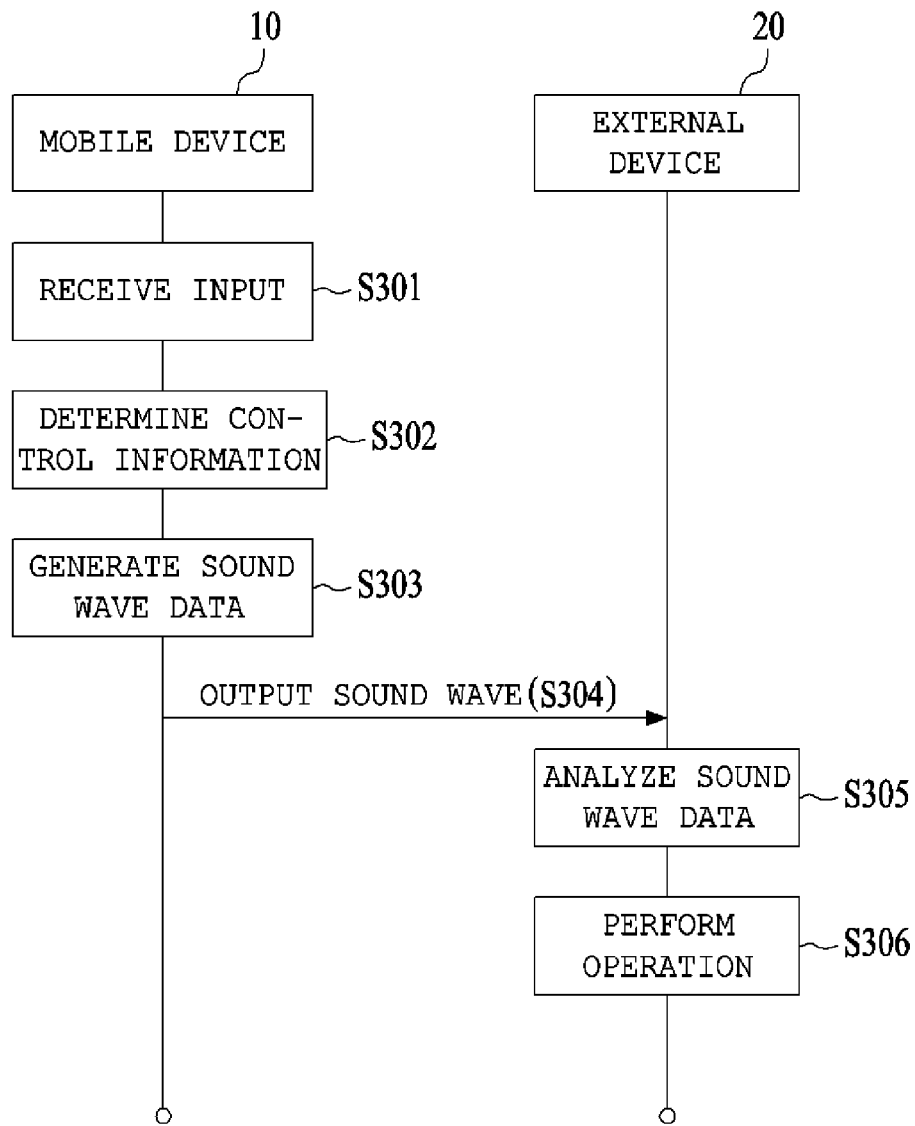 10
20
MOBILE DEVICE
EXTERNAL
DEVICE
RECEIVE INPUT
S301
DETERMINE CON-
TROL INFORMATION
S302
GENERATE SOUND
WAVE DATA
S303
OUTPUT SOUND WAVE(S304)
ANALYZE SOUND
WAVE DATA
S305
PERFORM
OPERATION
S306